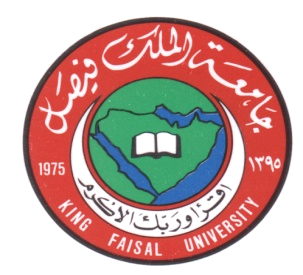 جامعة الملك فيصل
1975
١٣٩٥
اقرأ وربك الأكرم
KING FAISAL UNIVERSITY